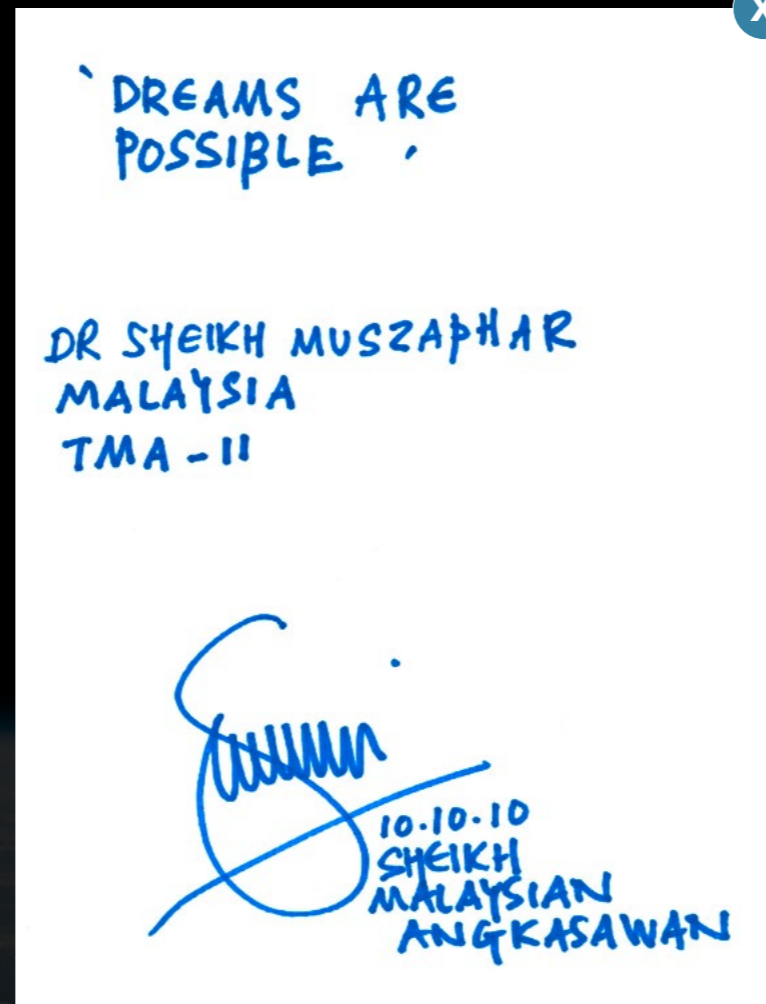 ‵DREAMS ARE
POSSIBLE ′
DR SHEIKH MUSZAPHAR
MALAYSIA
TMA-11
10.10.10
SHEIKH
MALAYSIAN
ANGKASAWAN
X